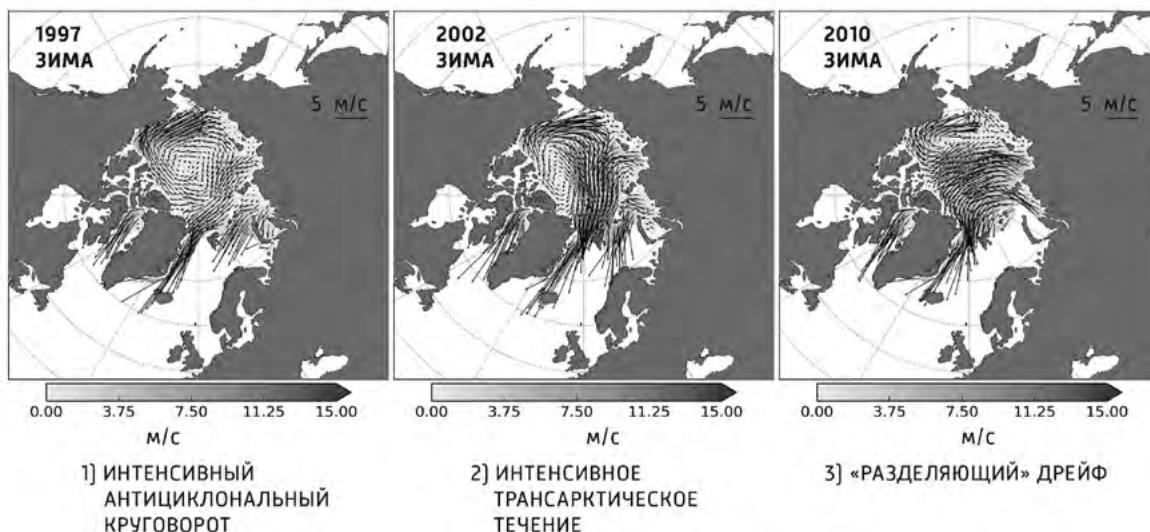 1997
ЗИМА
5 м/с
2002
ЗИМА
5 м/с
2010
ЗИМА
5 м/с
0.00 3.75 7.50 11.25 15.00
м/с
0.00 3.75 7.50 11.25 15.00
м/с
0.00 3.75 7.50 11.25 15.00
м/с
1) ИНТЕНСИВНЫЙ
АНТИЦИКЛОНАЛЬНЫЙ
КРУГОВОРОТ
2) ИНТЕНСИВНОЕ
ТРАНСАРКТИЧЕСКОЕ
ТЕЧЕНИЕ
3) «РАЗДЕЛЯЮЩИЙ» ДРЕЙФ